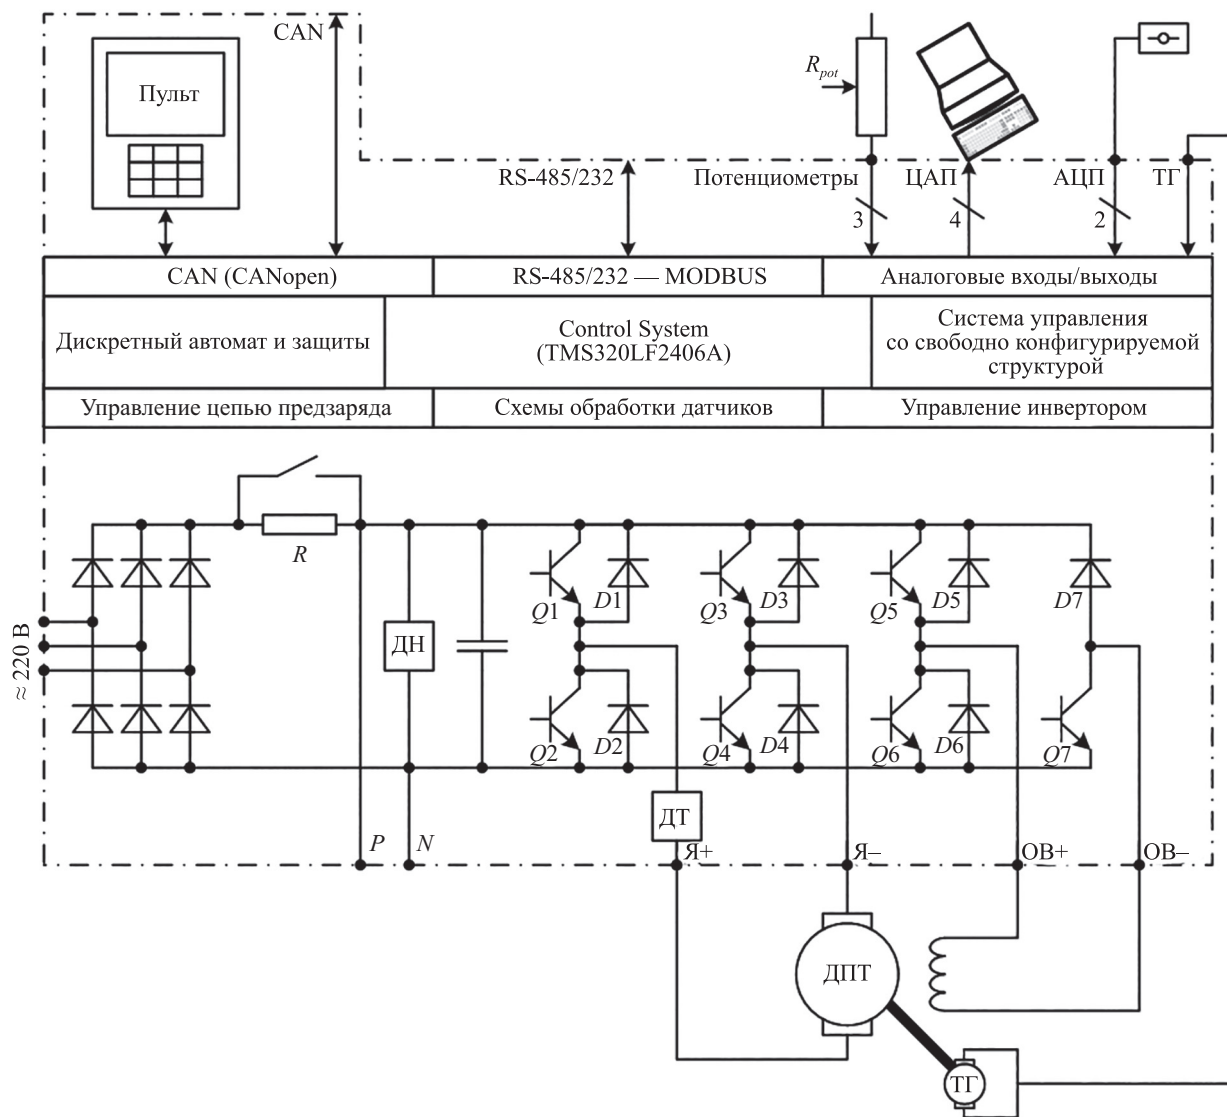 CAN
Пульт
R_pot
RS-485/232
Потенциометры
ЦАП
АЦП
ТГ
3
4
2
CAN (CANopen)
RS-485/232 — MODBUS
Аналоговые входы/выходы
Дискретный автомат и защиты
Control System
(TMS320LF2406A)
Система управления
со свободно конфигурируемой
структурой
Управление цепью предзаряда
Схемы обработки датчиков
Управление инвертором
R
Q1
D1
Q3
D3
Q5
D5
D7
≈ 220 В
ДН
Q2
D2
Q4
D4
Q6
D6
Q7
ДТ
P
N
Я+
Я–
ОВ+
ОВ–
ДПТ
ТГ